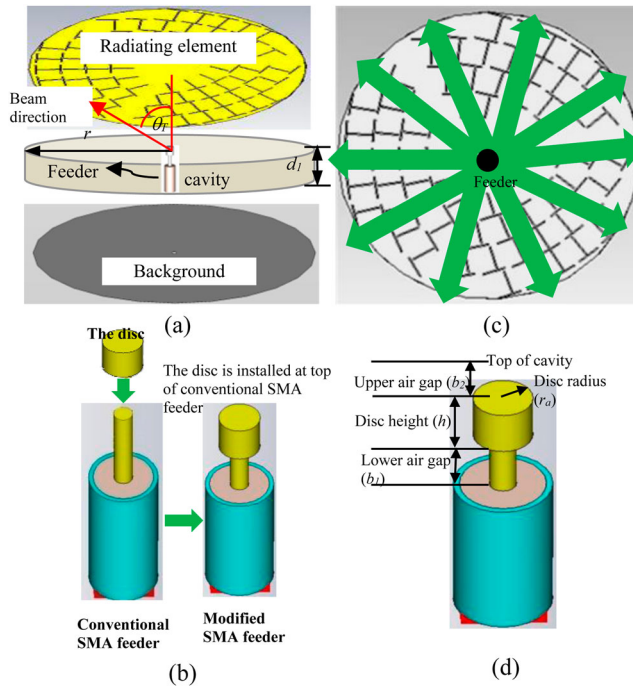 Radiating element
Beam
direction
θT
r
Feeder
cavity
d1
Background
(a)
Feeder
(c)
The disc
The disc is installed at top
of conventional SMA
feeder
Conventional
SMA feeder
Modified
SMA feeder
(b)
Top of cavity
Upper air gap (b2)
Disc radius
(ra)
Disc height (h)
Lower air gap
(b1)
(d)